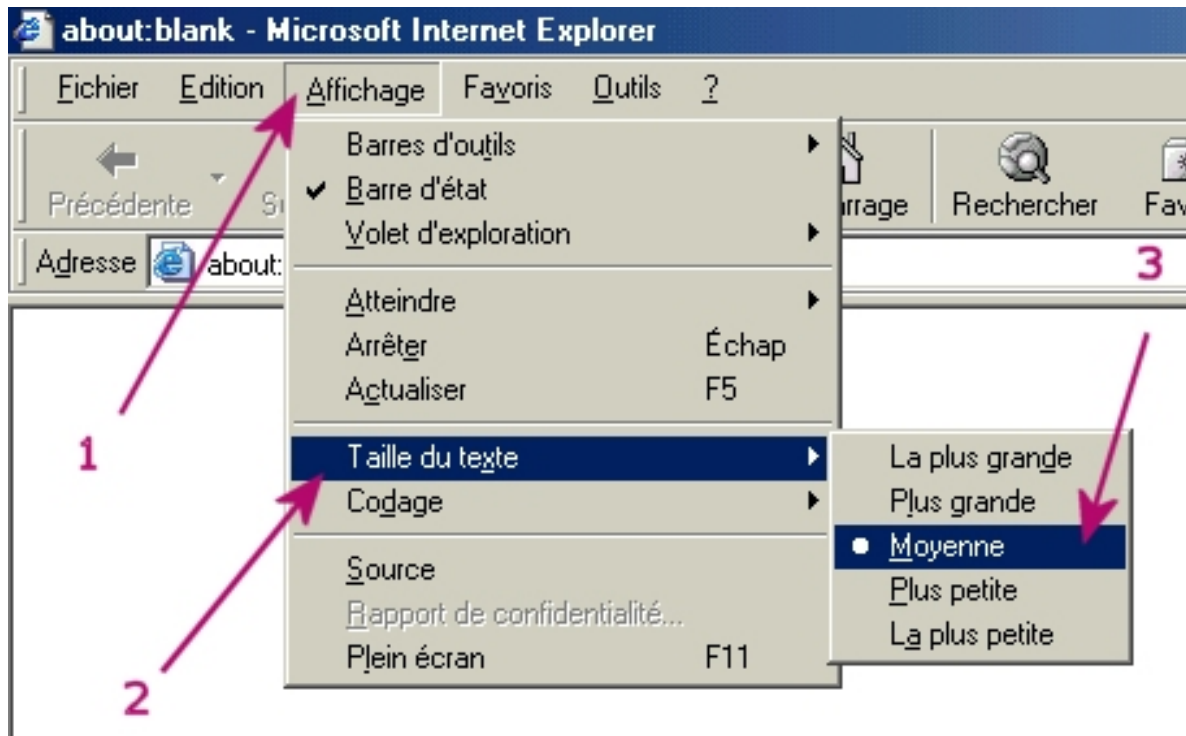 about:blank - Microsoft Internet Explorer
Fichier Edition Affichage Favoris Outils ?
Précédente Rechercher
Adresse about:
1
2
3
Barres d'outils
Barre d'état
Volet d'exploration
Atteindre
Arrêter Échap
Actualiser F5
Taille du texte
Codage
Source
Rapport de confidentialité...
Plein écran F11
La plus grande
Plus grande
Moyenne
Plus petite
La plus petite